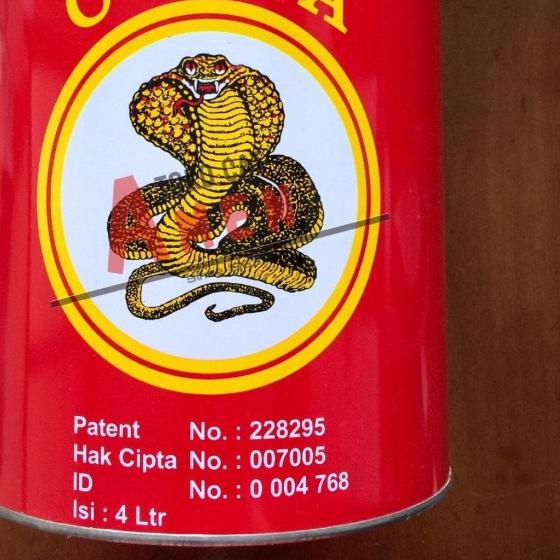 Patent No. : 228295
Hak Cipta No. : 007005
ID No. : 0 004 768
Isi : 4 Ltr